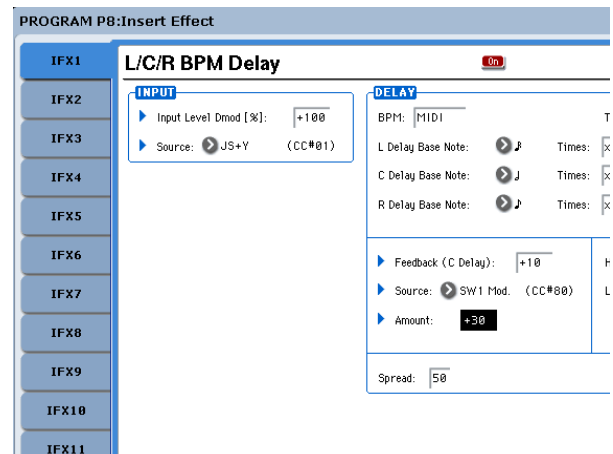 PROGRAM P8:Insert Effect
IFX1
L/C/R BPM Delay
On
IFX2
INPUT
DELAY
Input Level Dmod [%]: +100
BPM: MIDI
T
IFX3
Source: JS+Y (CC#01)
L Delay Base Note: ♪ Times: x
IFX4
C Delay Base Note: ♩ Times: x
IFX5
R Delay Base Note: ♪ Times: x
IFX6
Feedback (C Delay): +10
H
IFX7
Source: SW1 Mod. (CC#80)
L
IFX8
Amount: +30
IFX9
Spread: 50
IFX10
IFX11